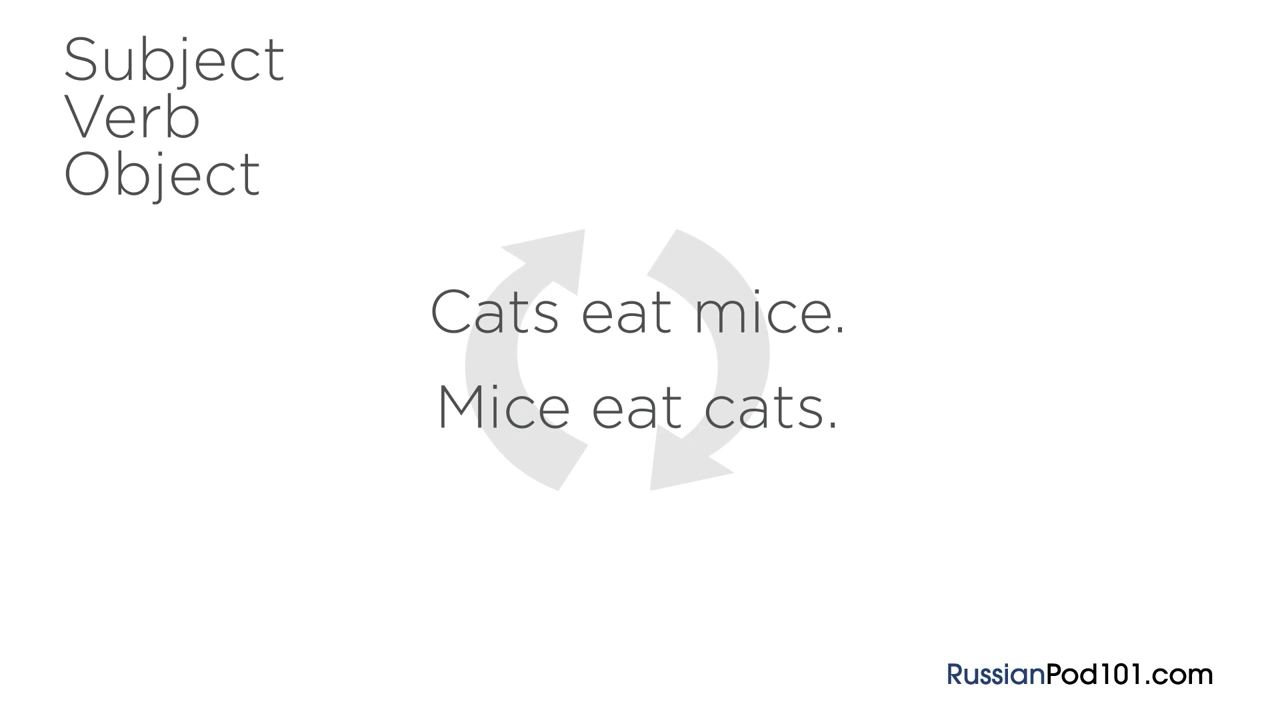 Subject
Verb
Object
Cats eat mice.
Mice eat cats.
RussianPod101.com